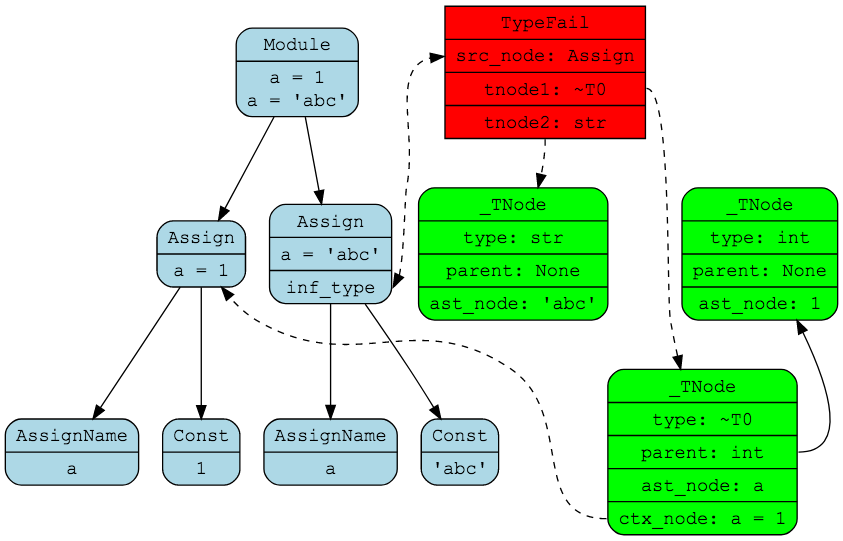 Module
a = 1
a = 'abc'
TypeFail
src_node: Assign
tnode1: ~T0
tnode2: str
Assign
a = 1
Assign
a = 'abc'
inf_type
_TNode
type: str
parent: None
ast_node: 'abc'
_TNode
type: int
parent: None
ast_node: 1
AssignName
a
Const
1
AssignName
a
Const
'abc'
_TNode
type: ~T0
parent: int
ast_node: a
ctx_node: a = 1